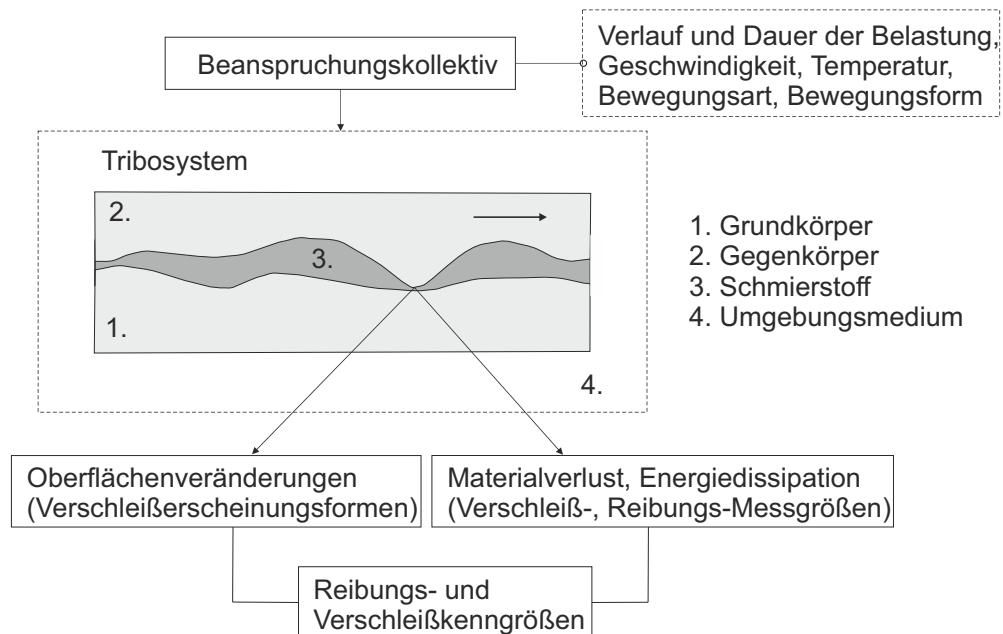 Beanspruchungskollektiv
Verlauf und Dauer der Belastung,
Geschwindigkeit, Temperatur,
Bewegungsart, Bewegungsform
Tribosystem
2.
3.
1.
4.
1. Grundkörper
2. Gegenkörper
3. Schmierstoff
4. Umgebungsmedium
Oberflächenveränderungen
(Verschleißerscheinungsformen)
Materialverlust, Energiedissipation
(Verschleiß-, Reibungs-Messgrößen)
Reibungs- und
Verschleißkenngrößen